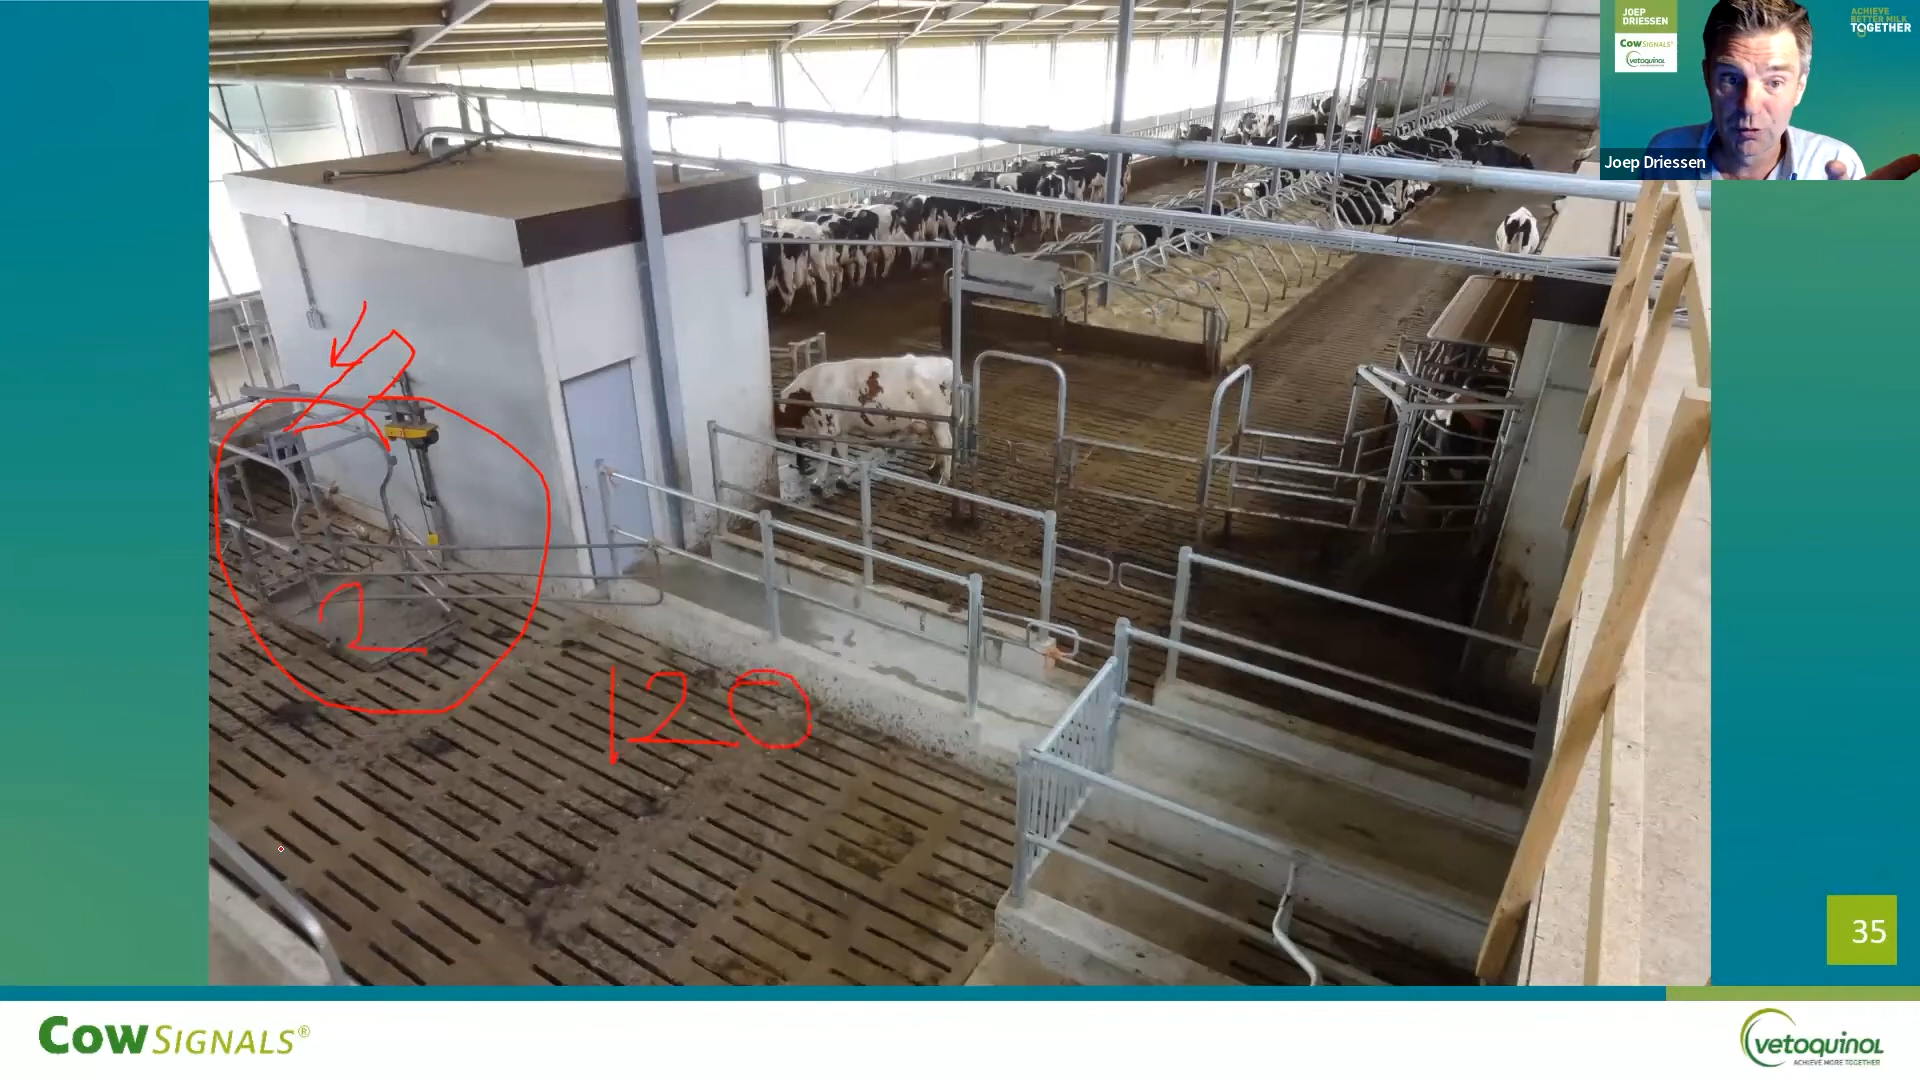 JOEP
DRIESSEN
COWSIGNALS®
vetoquinol
ACHIEVE
BETTER MILK
TOGETHER
Joep Driessen
2
120
35
COWSIGNALS®
vetoquinol
ACHIEVE MORE TOGETHER